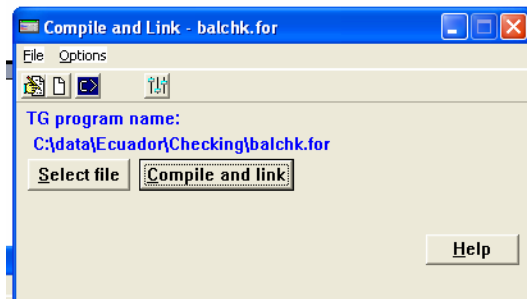 Compile and Link - balchk.for
File Options
TG program name:
C:\data\Ecuador\Checking\balchk.for
Select file Compile and link
Help